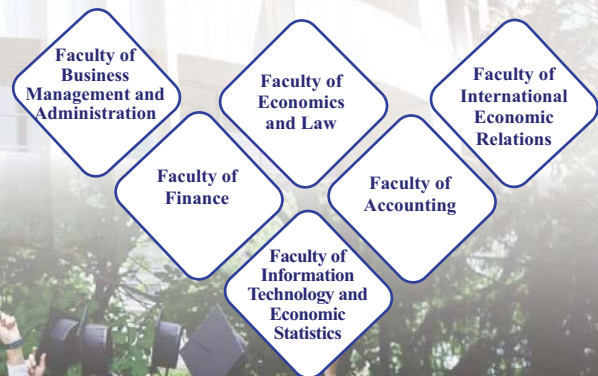 Faculty of
Business
Management and
Administration
Faculty of
Economics
and Law
Faculty of
International
Economic
Relations
Faculty of
Finance
Faculty of
Accounting
Faculty of
Information
Technology and
Economic
Statistics